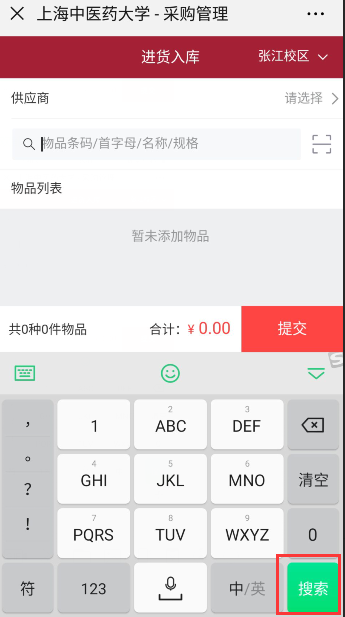 上海中医药大学 - 采购管理
进货入库 张江校区
供应商 请选择
物品条码/首字母/名称/规格
物品列表
暂未添加物品
共0种0件物品 合计: ¥ 0.00 提交
S
， 1 2 ABC 3 DEF
。 4 GHI 5 JKL 6 MNO 清空
？
！ 7 PQRS 8 TUV 9 WXYZ 0
符 123 中/英 搜索